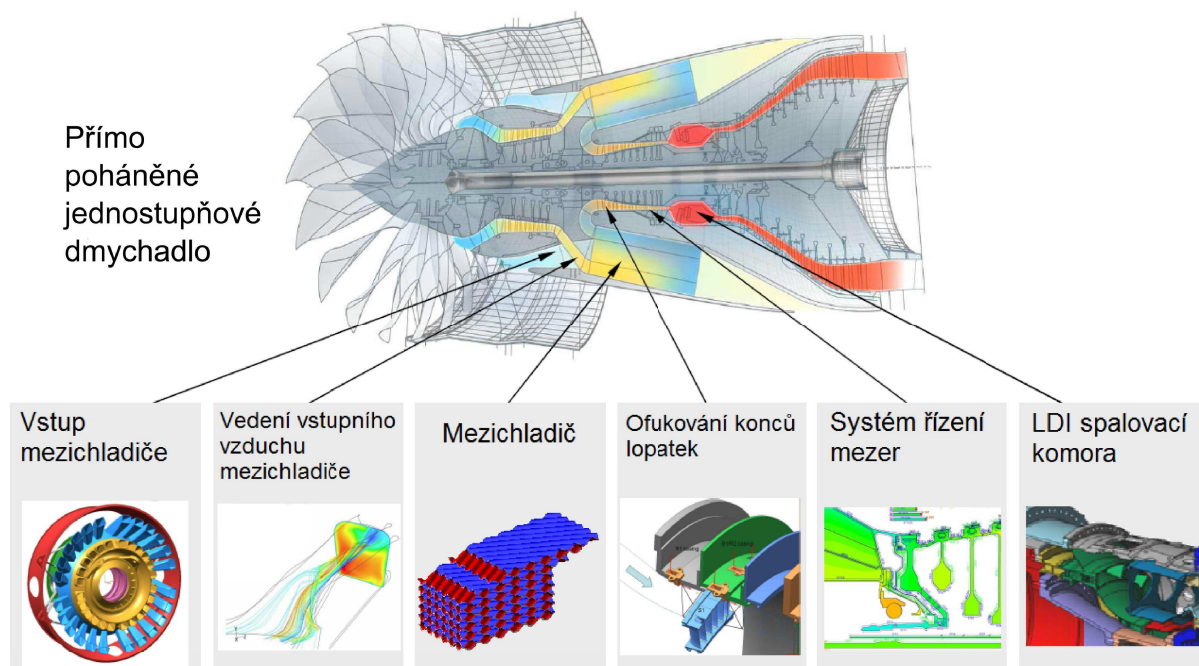 Přímo
poháněné
jednostupňové
dmychadlo
Vstup
mezichladiče
Vedení vstupního
vzduchu
mezichladiče
Mezichladič
Ofukování konců
lopatek
Systém řízení
mezer
LDI spalovací
komora